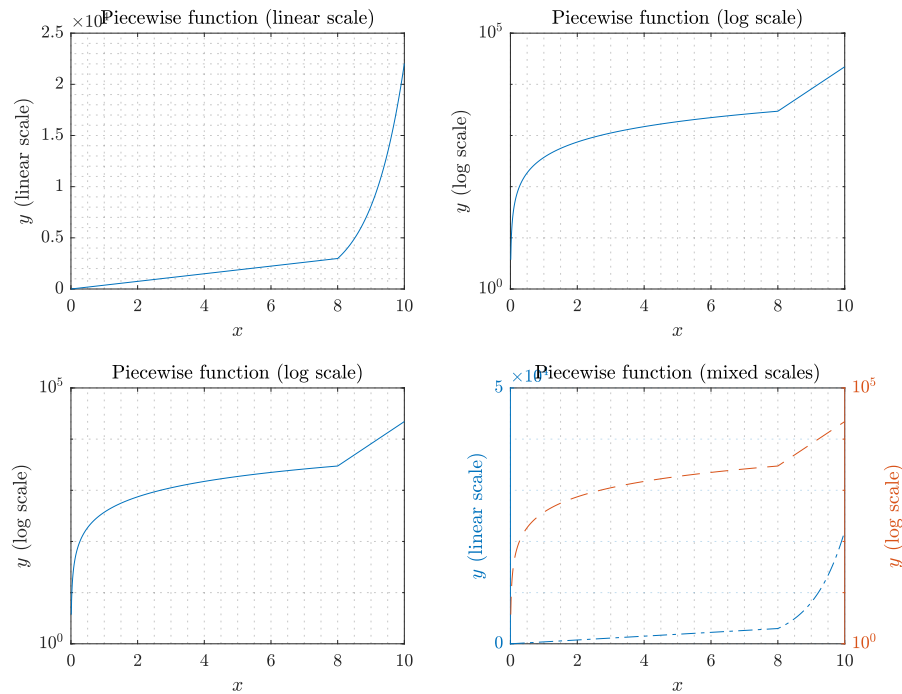 Piecewise function (linear scale)
2.5
2
1.5
1
0.5
0
y (linear scale)
0 2 4 6 8 10
x
Piecewise function (log scale)
10^5
10^0
y (log scale)
0 2 4 6 8 10
x
Piecewise function (log scale)
10^5
10^0
y (log scale)
0 2 4 6 8 10
x
Piecewise function (mixed scales)
5
0
y (linear scale)
10^5
10^0
y (log scale)
0 2 4 6 8 10
x